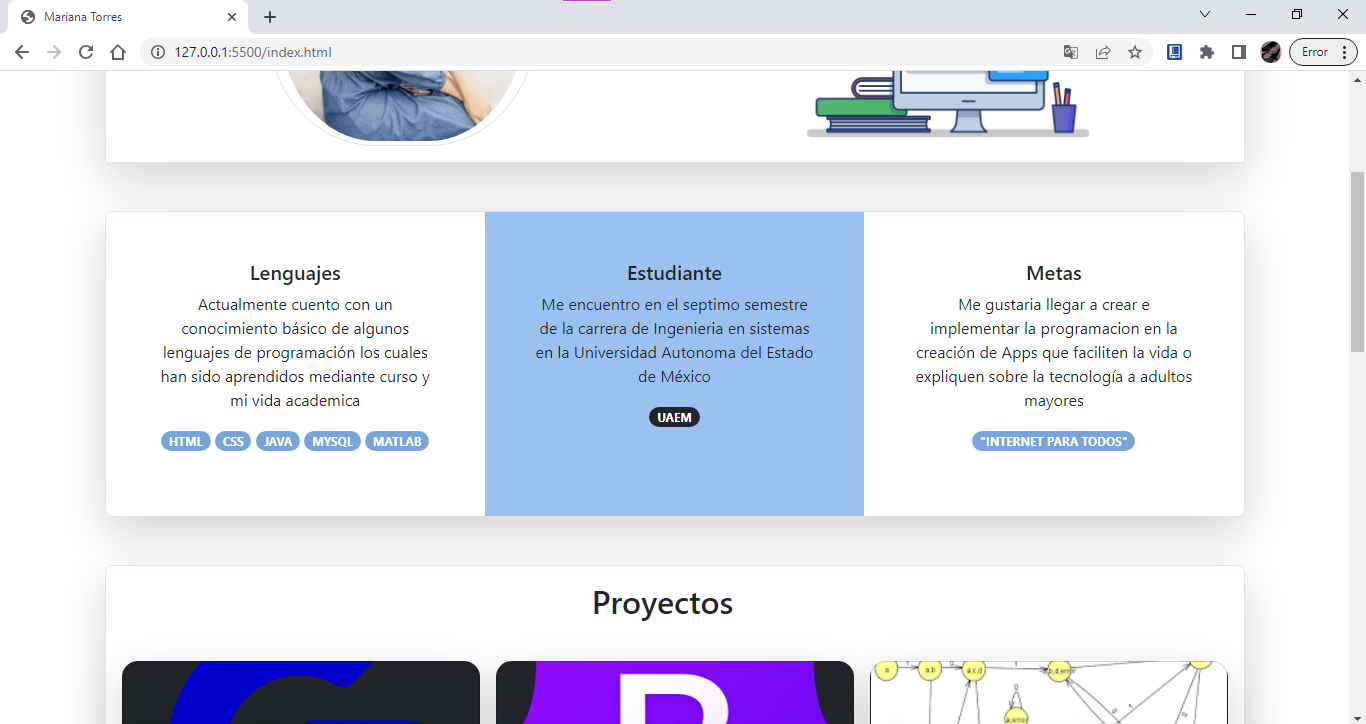 Mariana Torres
127.0.0.1:5500/index.html
Error
Lenguajes
Actualmente cuento con un
conocimiento básico de algunos
lenguajes de programación los cuales
han sido aprendidos mediante curso y
mi vida academica
HTML CSS JAVA MYSQL MATLAB
Estudiante
Me encuentro en el septimo semestre
de la carrera de Ingenieria en sistemas
en la Universidad Autonoma del Estado
de México
UAEM
Metas
Me gustaria llegar a crear e
implementar la programacion en la
creación de Apps que faciliten la vida o
expliquen sobre la tecnología a adultos
mayores
"INTERNET PARA TODOS"
Proyectos
a a,b a,c,d b,d,error
a,error